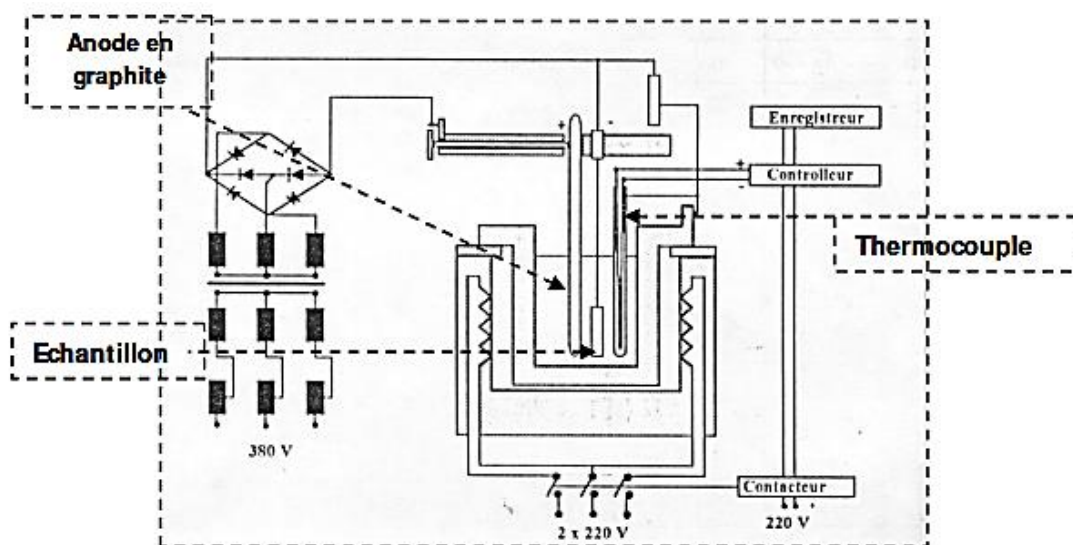 Anode en
graphite
Enregistreur
+
+
Controlleur
-
Thermocouple
Echantillon
380 V
Contacteur
2 x 220 V
220 V